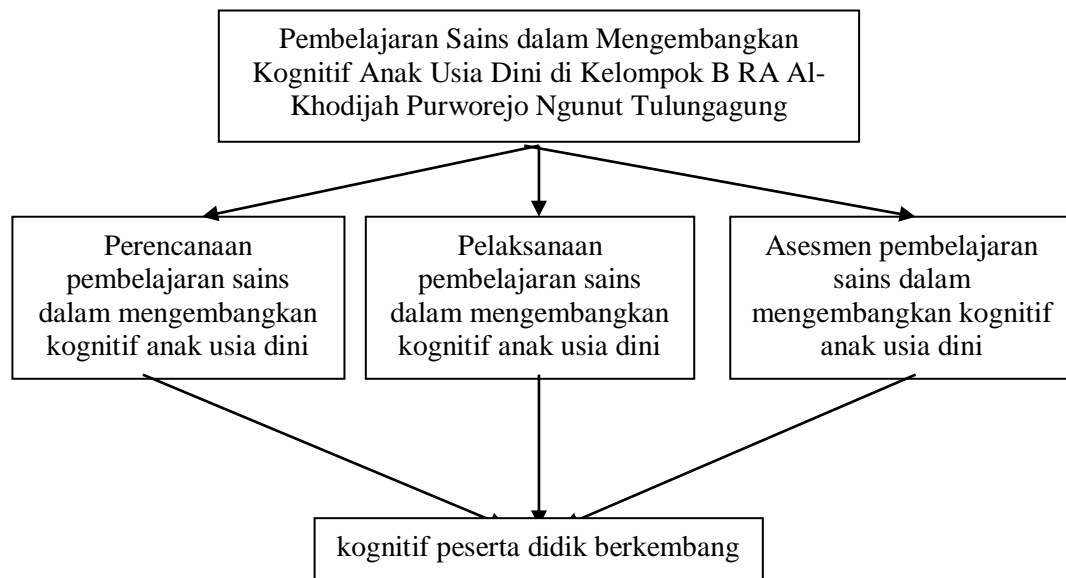 Pembelajaran Sains dalam Mengembangkan
Kognitif Anak Usia Dini di Kelompok B RA Al-
Khodijah Purworejo Ngunut Tulungagung
Perencanaan
pembelajaran sains
dalam mengembangkan
kognitif anak usia dini
Pelaksanaan
pembelajaran sains
dalam mengembangkan
kognitif anak usia dini
Asesmen pembelajaran
sains dalam
mengembangkan kognitif
anak usia dini
kognitif peserta didik berkembang